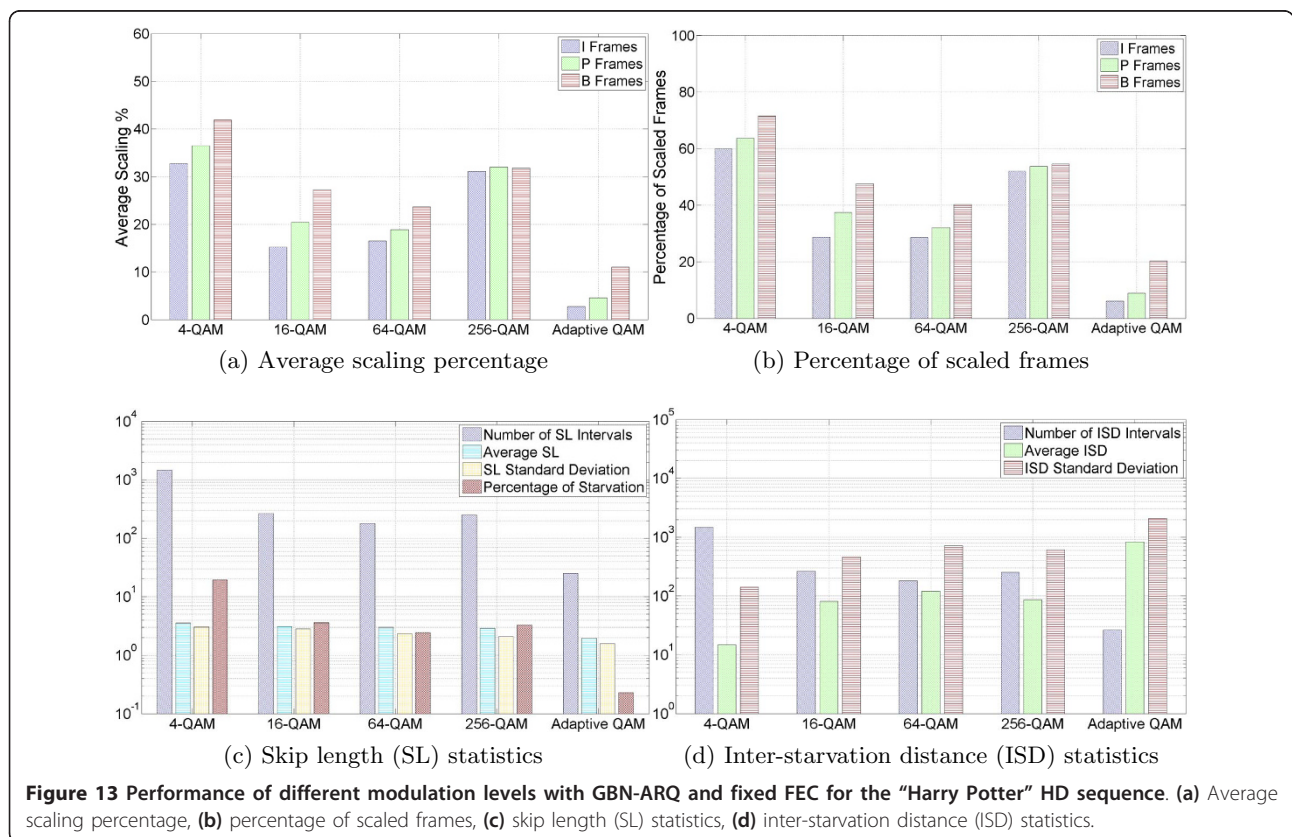 60
50
40
30
20
10
0
Average Scaling %
I Frames
P Frames
B Frames
4-QAM 16-QAM 64-QAM 256-QAM Adaptive QAM
(a) Average scaling percentage
100
80
60
40
20
0
Percentage of Scaled Frames
I Frames
P Frames
B Frames
4-QAM 16-QAM 64-QAM 256-QAM Adaptive QAM
(b) Percentage of scaled frames
10^4
10^3
10^2
10^1
10^0
10^-1
Number of SL Intervals
Average SL
SL Standard Deviation
Percentage of Starvation
4-QAM 16-QAM 64-QAM 256-QAM Adaptive QAM
(c) Skip length (SL) statistics
10^5
10^4
10^3
10^2
10^1
10^0
Number of ISD Intervals
Average ISD
ISD Standard Deviation
4-QAM 16-QAM 64-QAM 256-QAM Adaptive QAM
(d) Inter-starvation distance (ISD) statistics
Figure 13 Performance of different modulation levels with GBN-ARQ and fixed FEC for the “Harry Potter” HD sequence. (a) Average
scaling percentage, (b) percentage of scaled frames, (c) skip length (SL) statistics, (d) inter-starvation distance (ISD) statistics.